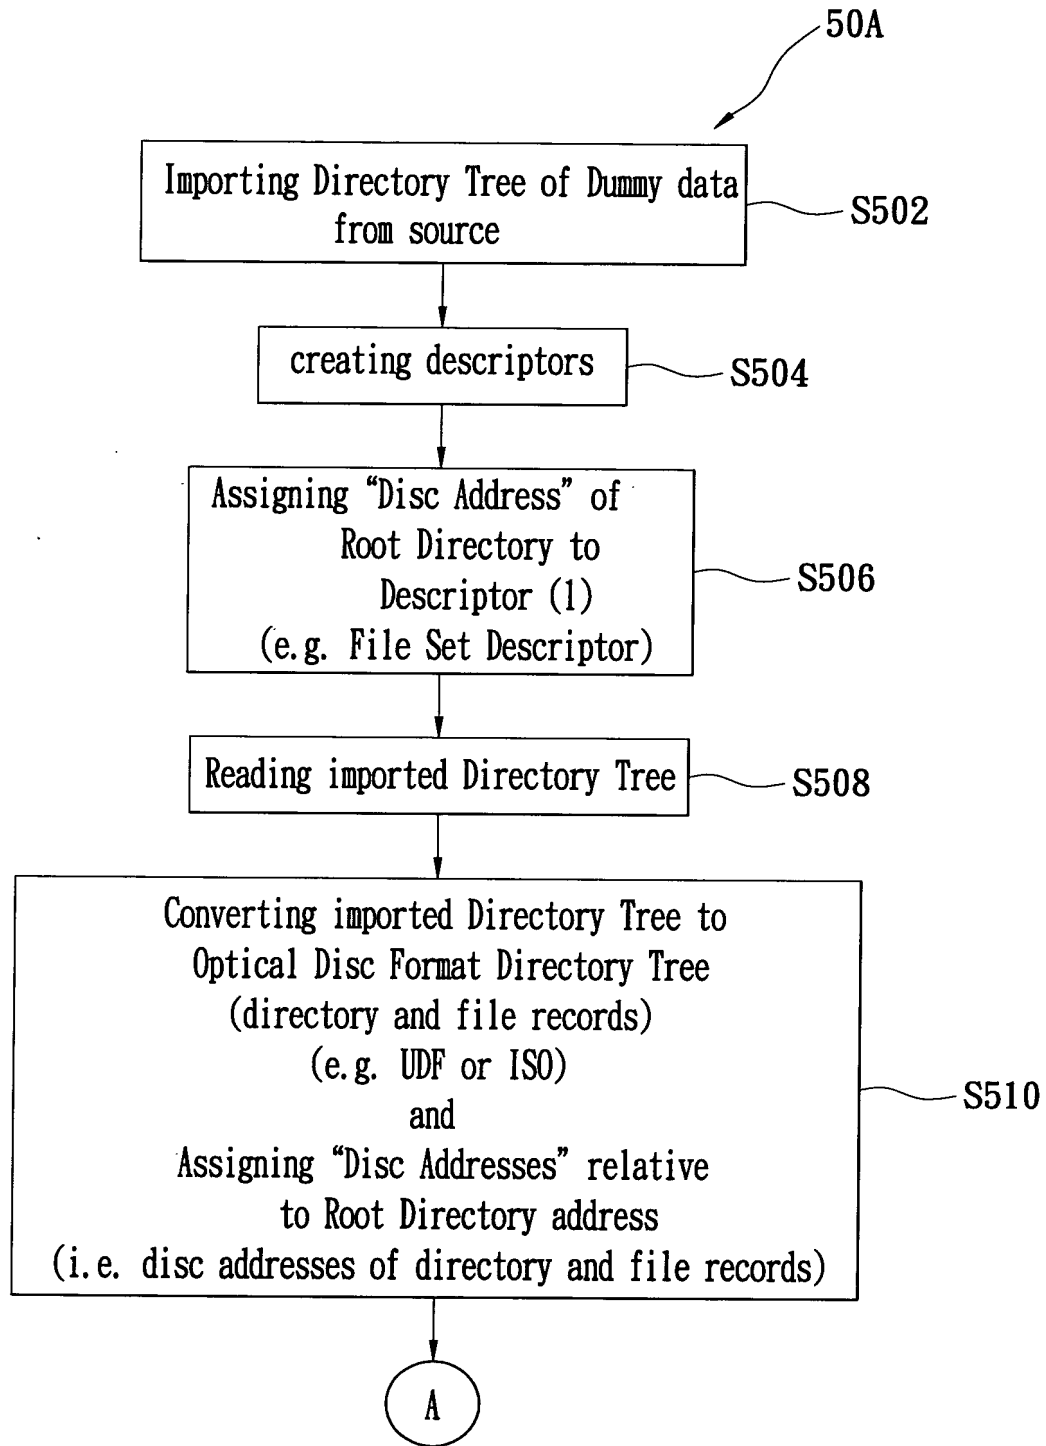 50A
Importing Directory Tree of Dummy data
from source
S502
creating descriptors
S504
Assigning “Disc Address” of
Root Directory to
Descriptor (1)
(e.g. File Set Descriptor)
S506
Reading imported Directory Tree
S508
Converting imported Directory Tree to
Optical Disc Format Directory Tree
(directory and file records)
(e.g. UDF or ISO)
and
Assigning “Disc Addresses” relative
to Root Directory address
(i.e. disc addresses of directory and file records)
S510
A